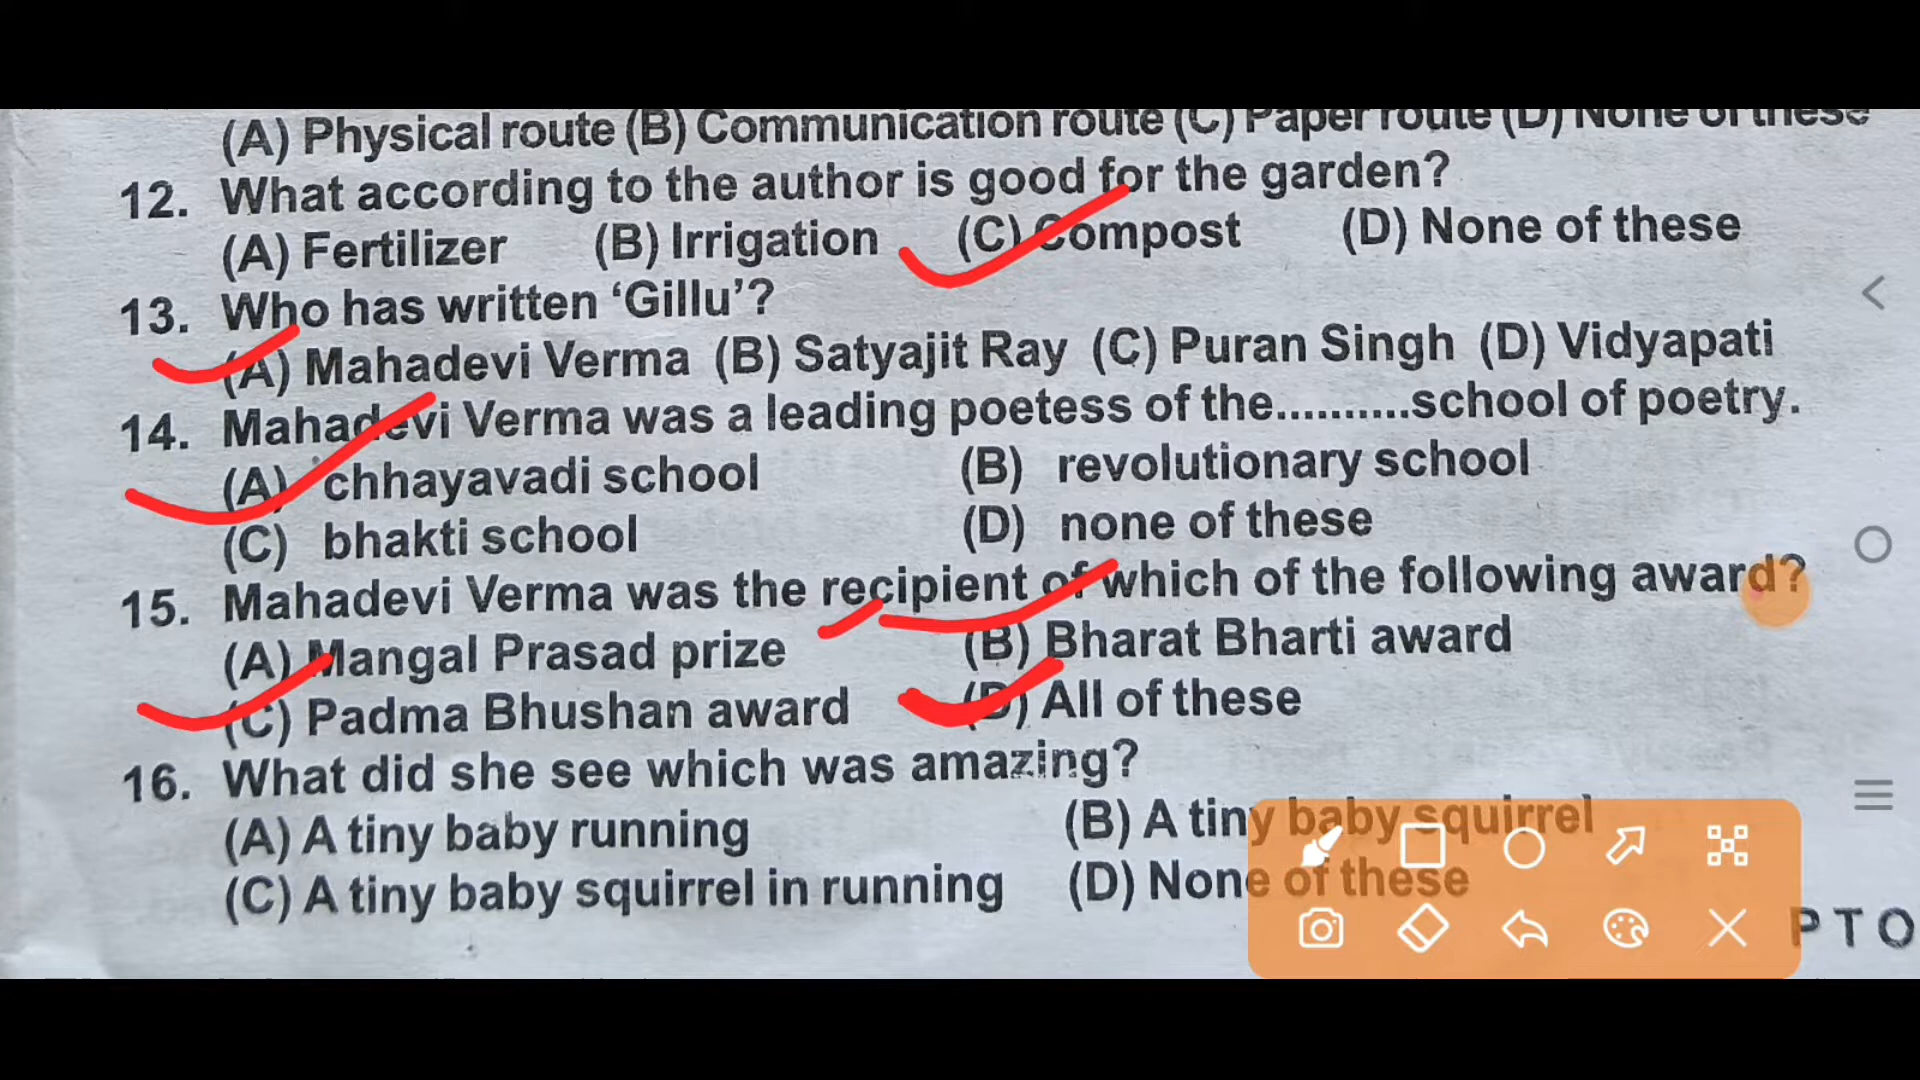 (A) Physical route (B) Communication route (C) Paper route (D) None of these
12. What according to the author is good for the garden?
(A) Fertilizer (B) Irrigation (C) Compost (D) None of these
13. Who has written ‘Gillu’?
(A) Mahadevi Verma (B) Satyajit Ray (C) Puran Singh (D) Vidyapati
14. Mahadevi Verma was a leading poetess of the..........school of poetry.
(A) chhayavadi school (B) revolutionary school
(C) bhakti school (D) none of these
15. Mahadevi Verma was the recipient of which of the following award?
(A) Mangal Prasad prize (B) Bharat Bharti award
(C) Padma Bhushan award (D) All of these
16. What did she see which was amazing?
(A) A tiny baby running (B) A tiny baby squirrel
(C) A tiny baby squirrel in running (D) None of these
P T O